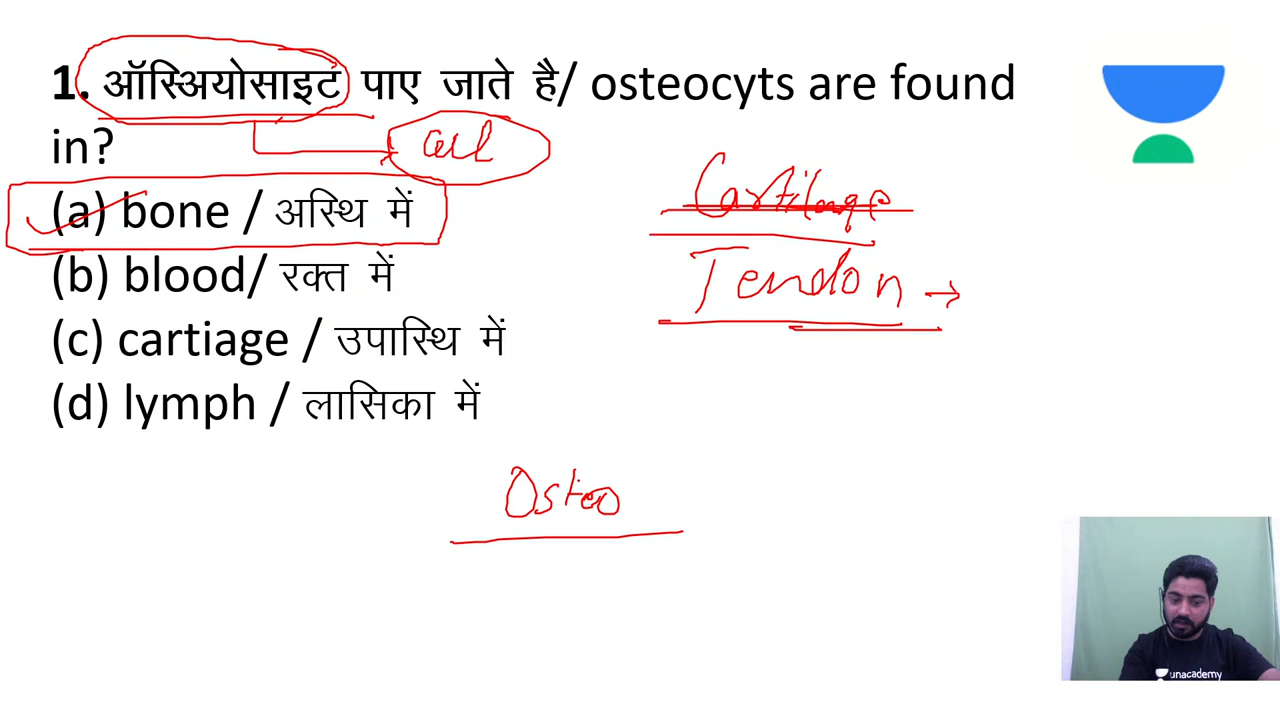 1. ऑस्अियोसाइट पाए जाते है/ osteocyts are found
in?
cell
(a) bone / अस्थि में
(b) blood/ रक्त में
(c) cartiage / उपास्थि में
(d) lymph / लासिका में
Cartilage
Tendon →
Osteo
unacademy